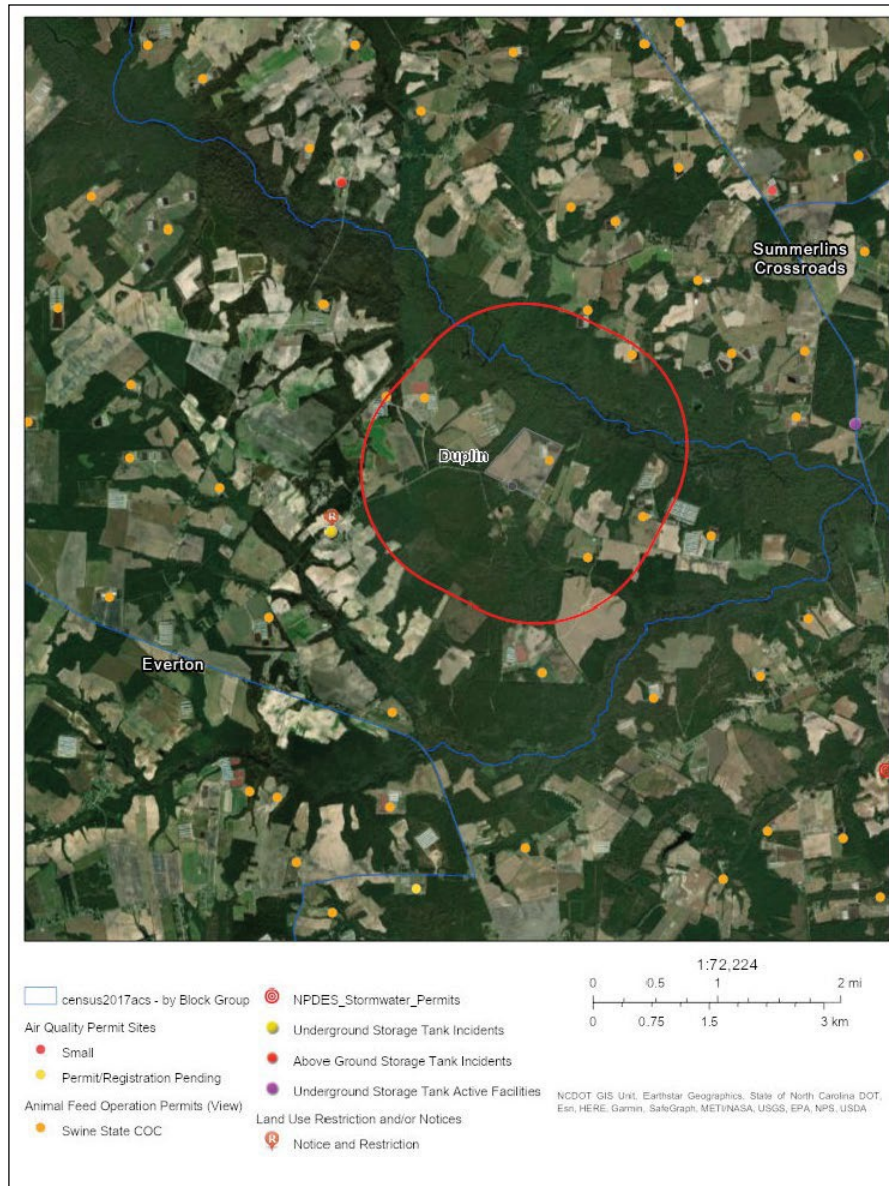 Summerlins
Crossroads
Duplin
R
Everton
1:72,224
0 0.5 1 2 mi
0 0.75 1.5 3 km
census2017acs - by Block Group
Air Quality Permit Sites
Small
Permit/Registration Pending
Animal Feed Operation Permits (View)
Swine State COC
NPDES_Stormwater_Permits
Underground Storage Tank Incidents
Above Ground Storage Tank Incidents
Underground Storage Tank Active Facilities
Land Use Restriction and/or Notices
R
Notice and Restriction
NCDOT GIS Unit, Earthstar Geographics, State of North Carolina DOT,
Esri, HERE, Garmin, SafeGraph, METI/NASA, USGS, EPA, NPS, USDA